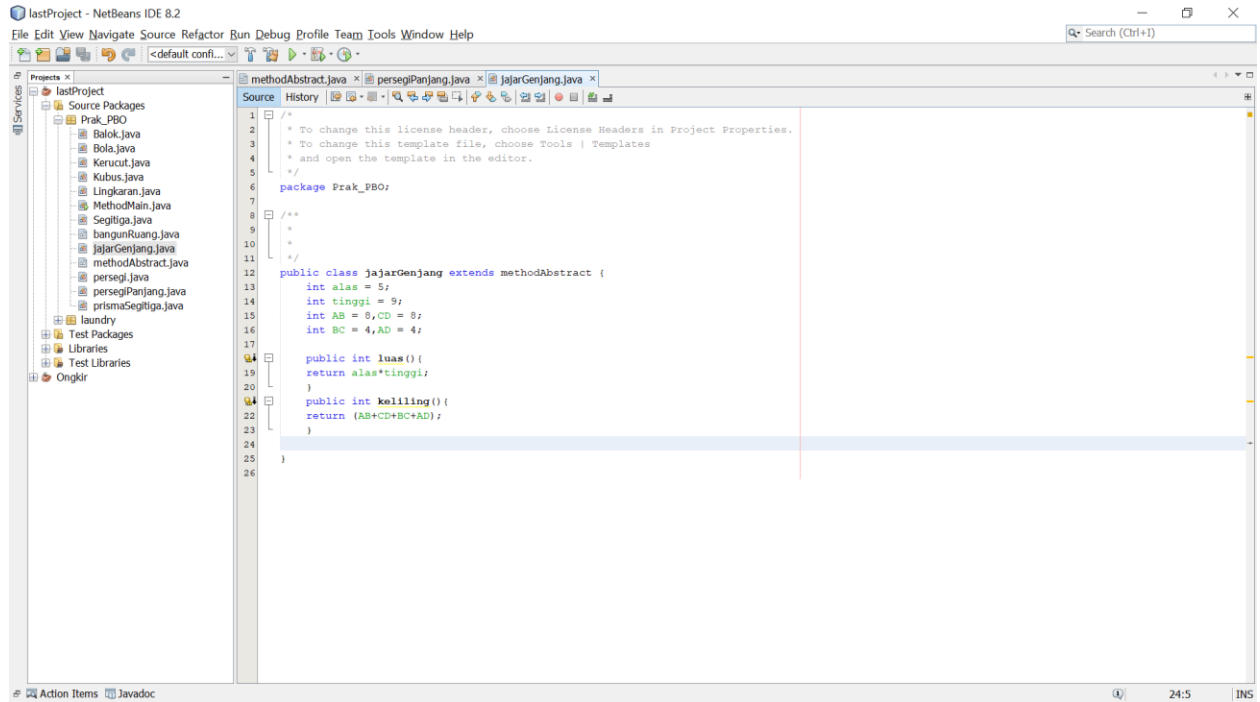 lastProject - NetBeans IDE 8.2
File Edit View Navigate Source Refactor Run Debug Profile Team Tools Window Help
Search (Ctrl+I)
<default confi...
Projects
methodAbstract.java persegiPanjang.java jajarGenjang.java
Services
lastProject
Source Packages
Prak_PBO
Balok.java
Bola.java
Kerucut.java
Kubus.java
Lingkaran.java
MethodMain.java
Segitiga.java
bangunRuang.java
jajarGenjang.java
methodAbstract.java
persegi.java
persegiPanjang.java
prismaSegitiga.java
laundry
Test Packages
Libraries
Test Libraries
Ongkir
Source History
1 /*
2 * To change this license header, choose License Headers in Project Properties.
3 * To change this template file, choose Tools | Templates
4 * and open the template in the editor.
5 */
6 package Prak_PBO;
7
8 /**
9 *
10 *
11 */
12 public class jajarGenjang extends methodAbstract {
13 int alas = 5;
14 int tinggi = 9;
15 int AB = 8,CD = 8;
16 int BC = 4,AD = 4;
17
public int luas(){
19 return alas*tinggi;
20 }
public int keliling(){
22 return (AB+CD+BC+AD);
23 }
24
25 }
26
Action Items Javadoc
24:5 INS